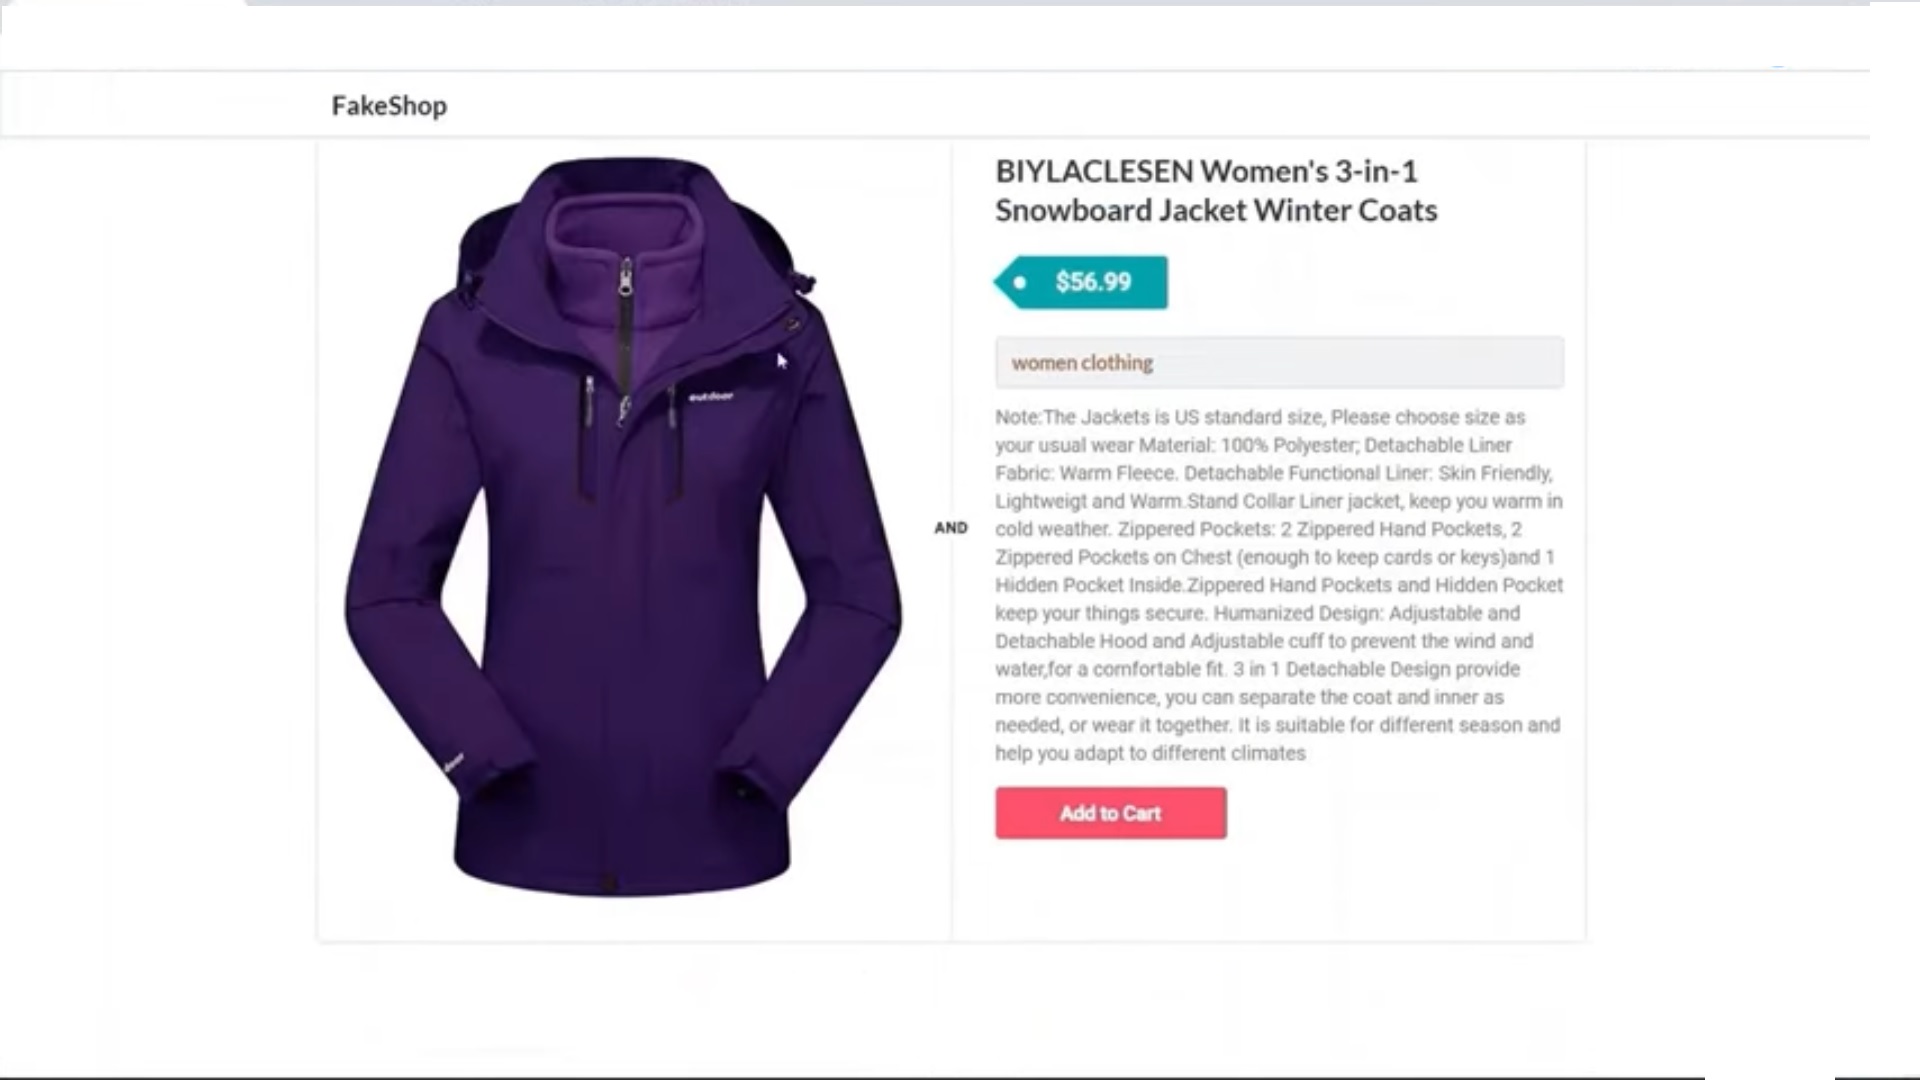 FakeShop
BIYLACLESEN Women's 3-in-1
Snowboard Jacket Winter Coats
$56.99
women clothing
outdoor
Note:The Jackets is US standard size, Please choose size as
your usual wear Material: 100% Polyester; Detachable Liner
Fabric: Warm Fleece. Detachable Functional Liner: Skin Friendly,
Lightweigt and Warm.Stand Collar Liner jacket, keep you warm in
AND
cold weather. Zippered Pockets: 2 Zippered Hand Pockets, 2
Zippered Pockets on Chest (enough to keep cards or keys)and 1
Hidden Pocket Inside.Zippered Hand Pockets and Hidden Pocket
keep your things secure. Humanized Design: Adjustable and
Detachable Hood and Adjustable cuff to prevent the wind and
water,for a comfortable fit. 3 in 1 Detachable Design provide
more convenience, you can separate the coat and inner as
needed, or wear it together. It is suitable for different season and
help you adapt to different climates
Add to Cart